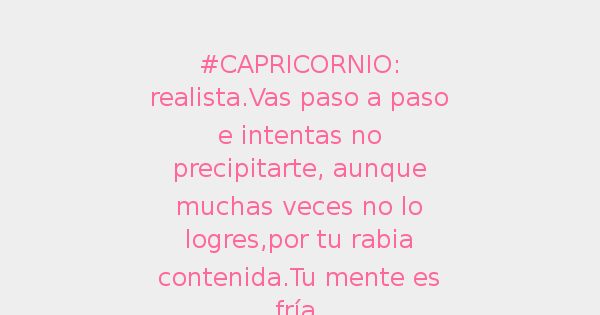 #CAPRICORNIO:
realista.Vas paso a paso
e intentas no
precipitarte, aunque
muchas veces no lo
logres,por tu rabia
contenida.Tu mente es
fría